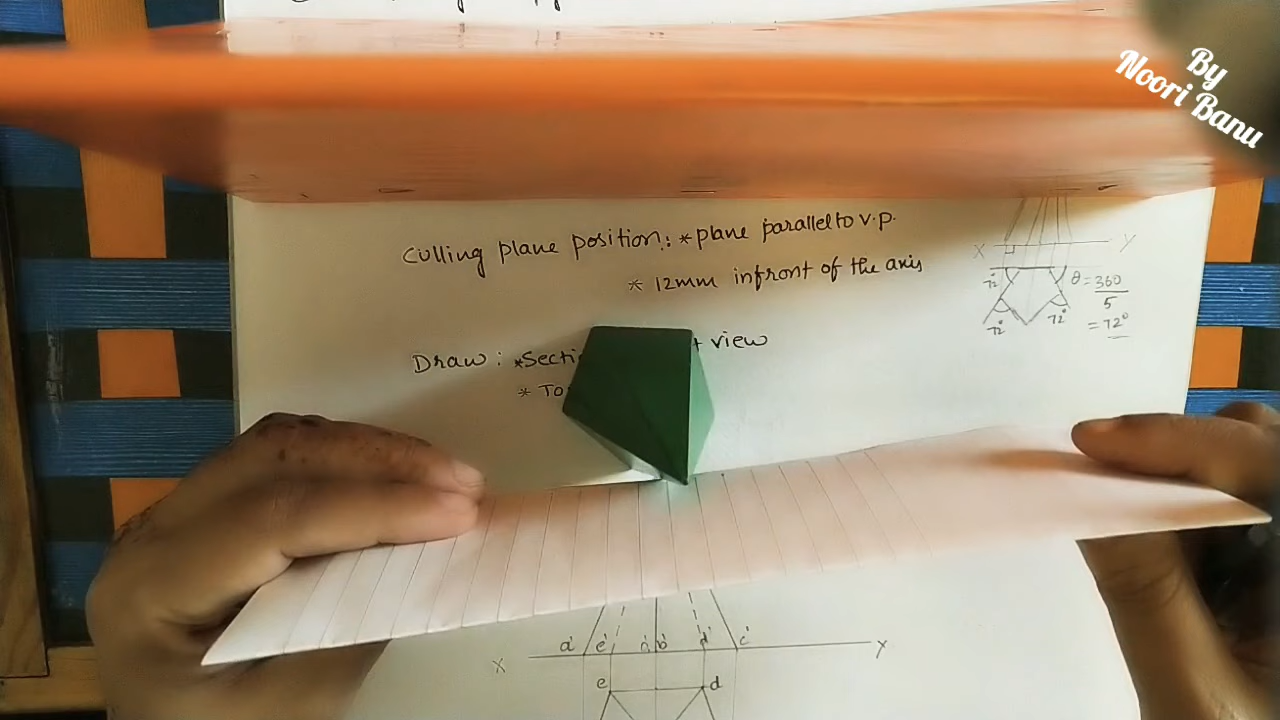 By
Noori Banu
Cutting plane position: * plane parallel to v.p.
* 12mm infront of the axis
X Y
72° θ = 360
5
72° 72° = 72°
Draw : * Secti view
* To
a' e' b' d' c'
X Y
e d